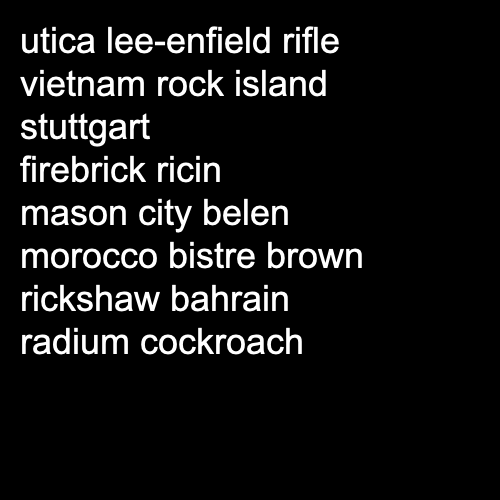 utica lee-enfield rifle
vietnam rock island
stuttgart
firebrick ricin
mason city belen
morocco bistre brown
rickshaw bahrain
radium cockroach